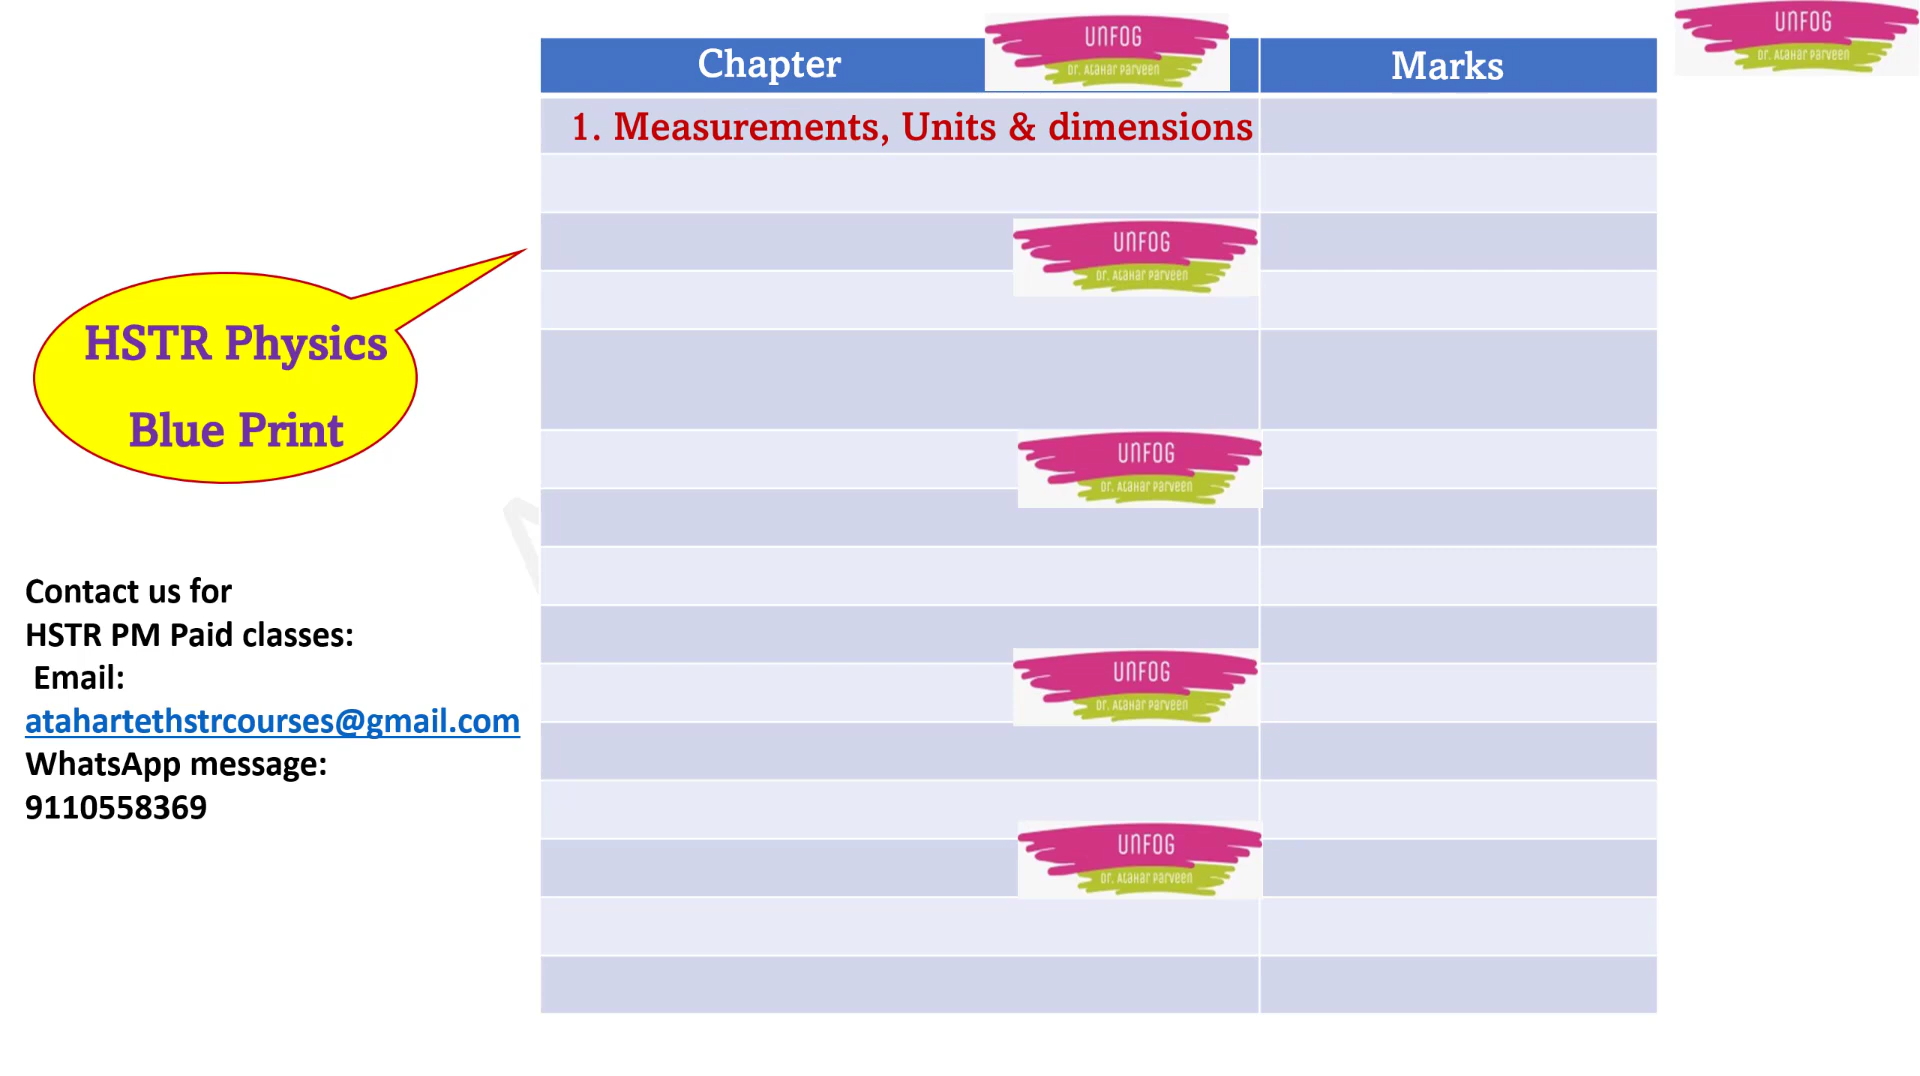 UNFOG
Dr. Atahar Parveen
UNFOG
Dr. Atahar Parveen
Chapter
Marks
1. Measurements, Units & dimensions
UNFOG
Dr. Atahar Parveen
HSTR Physics
Blue Print
UNFOG
Dr. Atahar Parveen
Contact us for
HSTR PM Paid classes:
Email:
atahartethstrcourses@gmail.com
WhatsApp message:
9110558369
UNFOG
Dr. Atahar Parveen
UNFOG
Dr. Atahar Parveen